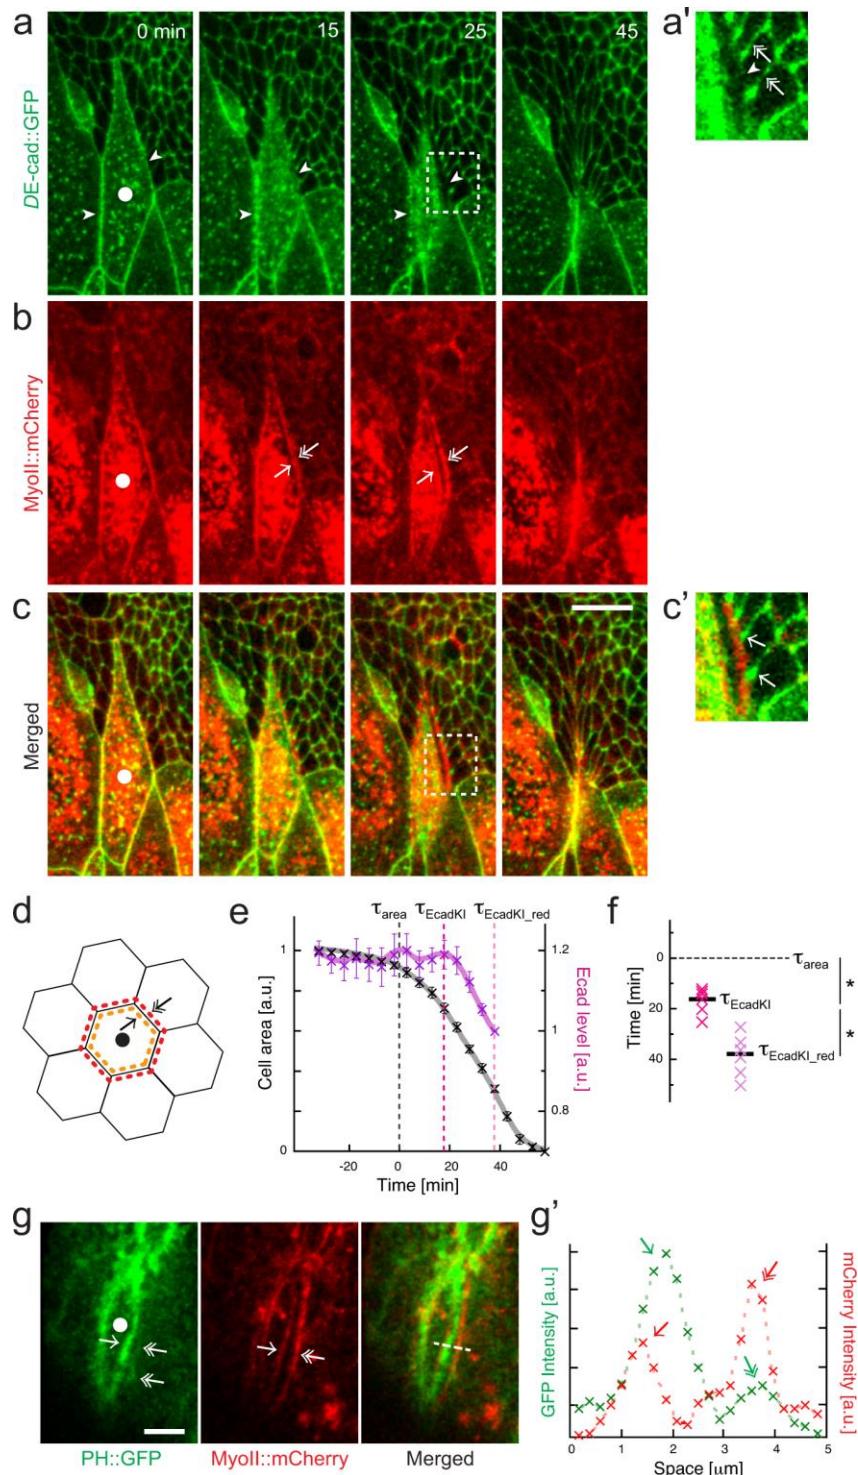 a
0 min
15
25
45
a'
DE-cad::GFP
b
MyoII::mCherry
c
c'
Merged
d
e
τarea
τEcadKI
τEcadKI_red
1
0
Cell area [a.u.]
1.2
1
0.8
Ecad level [a.u.]
-20
0
20
40
Time [min]
f
0
20
40
Time [min]
τarea
τEcadKI
τEcadKI_red
*
*
g
PH::GFP
MyoII::mCherry
Merged
g'
GFP Intensity [a.u.]
mCherry Intensity [a.u.]
0
1
2
3
4
5
Space [μm]